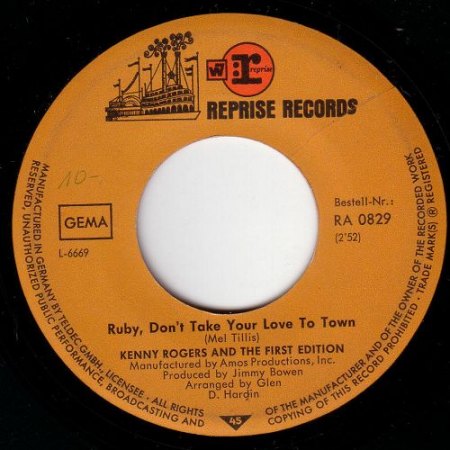 W
r
reprise
REPRISE RECORDS
10.-
GEMA
L-6669
Bestell-Nr.:
RA 0829
(2'52)
Ruby, Don't Take Your Love To Town
(Mel Tillis)
KENNY ROGERS AND THE FIRST EDITION
Manufactured by Amos Productions, Inc.
Produced by Jimmy Bowen
Arranged by Glen
D. Hardin
45
MANUFACTURED IN GERMANY BY TELDEC GMBH., LICENSEE · ALL RIGHTS
RESERVED, UNAUTHORIZED PUBLIC PERFORMANCE, BROADCASTING AND
COPYING OF THIS RECORD PROHIBITED · TRADE MARK(S) ® REGISTERED
OF THE MANUFACTURER AND OF THE OWNER OF THE RECORDED WORK